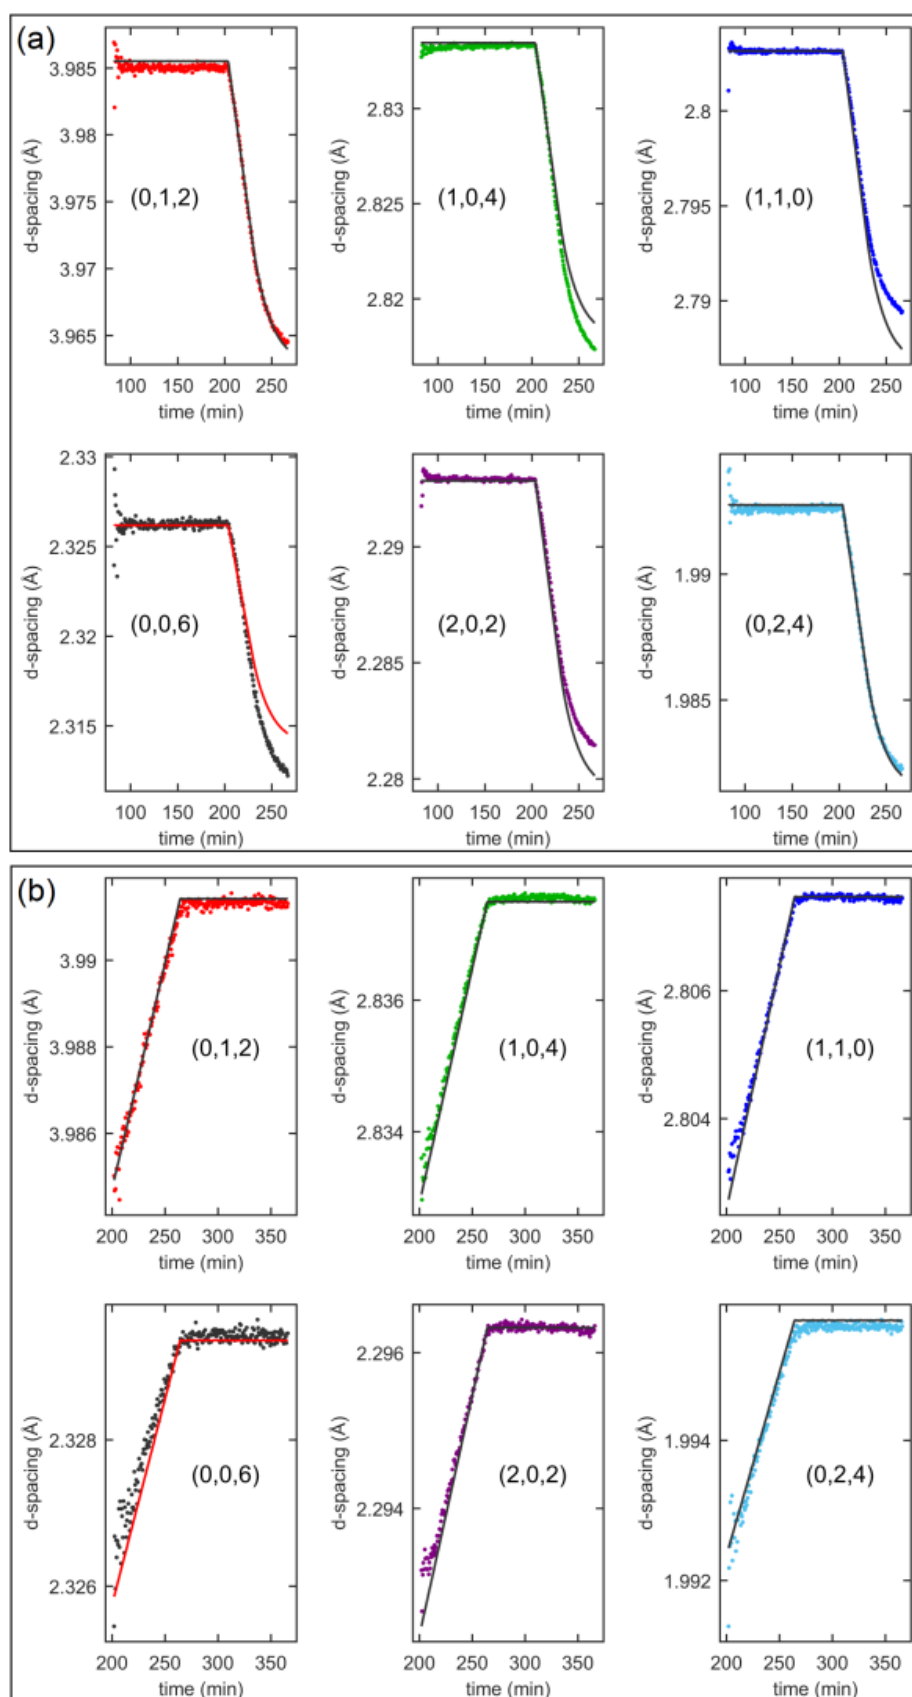 (a)
d-spacing (Å)
3.985
3.98
3.975
3.97
3.965
(0,1,2)
100 150 200 250
time (min)
d-spacing (Å)
2.83
2.825
2.82
(1,0,4)
100 150 200 250
time (min)
d-spacing (Å)
2.8
2.795
2.79
(1,1,0)
100 150 200 250
time (min)
d-spacing (Å)
2.33
2.325
2.32
2.315
(0,0,6)
100 150 200 250
time (min)
d-spacing (Å)
2.29
2.285
2.28
(2,0,2)
100 150 200 250
time (min)
d-spacing (Å)
1.99
1.985
(0,2,4)
100 150 200 250
time (min)
(b)
d-spacing (Å)
3.99
3.988
3.986
(0,1,2)
200 250 300 350
time (min)
d-spacing (Å)
2.836
2.834
(1,0,4)
200 250 300 350
time (min)
d-spacing (Å)
2.806
2.804
(1,1,0)
200 250 300 350
time (min)
d-spacing (Å)
2.328
2.326
(0,0,6)
200 250 300 350
time (min)
d-spacing (Å)
2.296
2.294
(2,0,2)
200 250 300 350
time (min)
d-spacing (Å)
1.994
1.992
(0,2,4)
200 250 300 350
time (min)